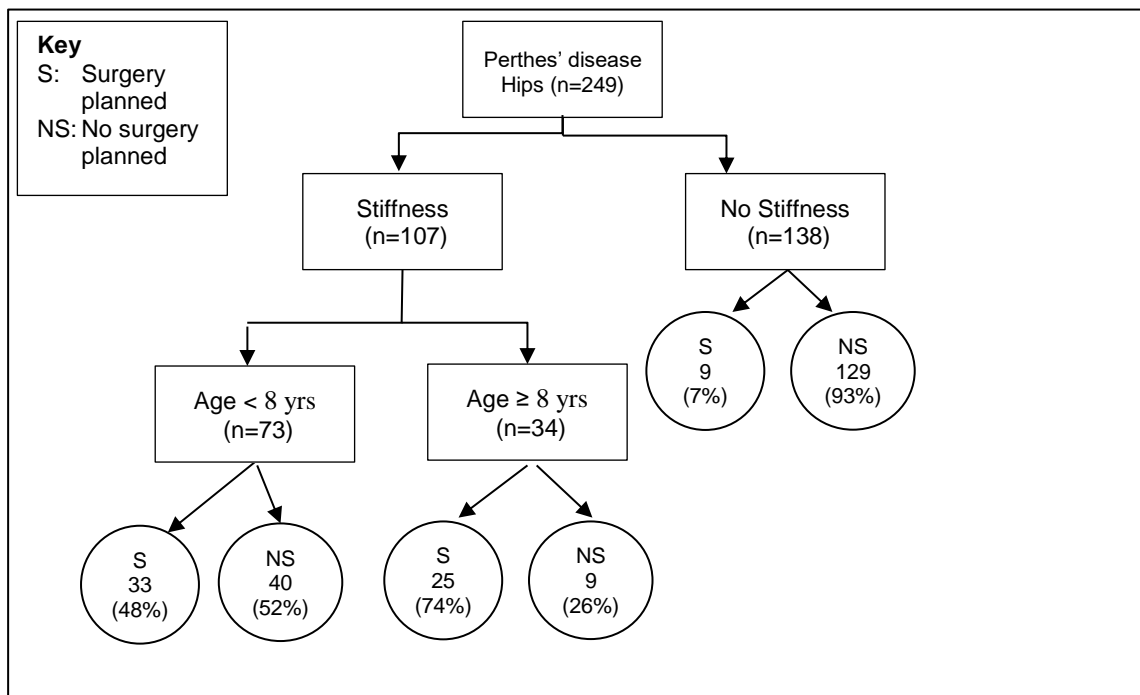 Key
S: Surgery
planned
NS: No surgery
planned
Perthes’ disease
Hips (n=249)
Stiffness
(n=107)
No Stiffness
(n=138)
S
9
(7%)
NS
129
(93%)
Age < 8 yrs
(n=73)
Age ≥ 8 yrs
(n=34)
S
33
(48%)
NS
40
(52%)
S
25
(74%)
NS
9
(26%)